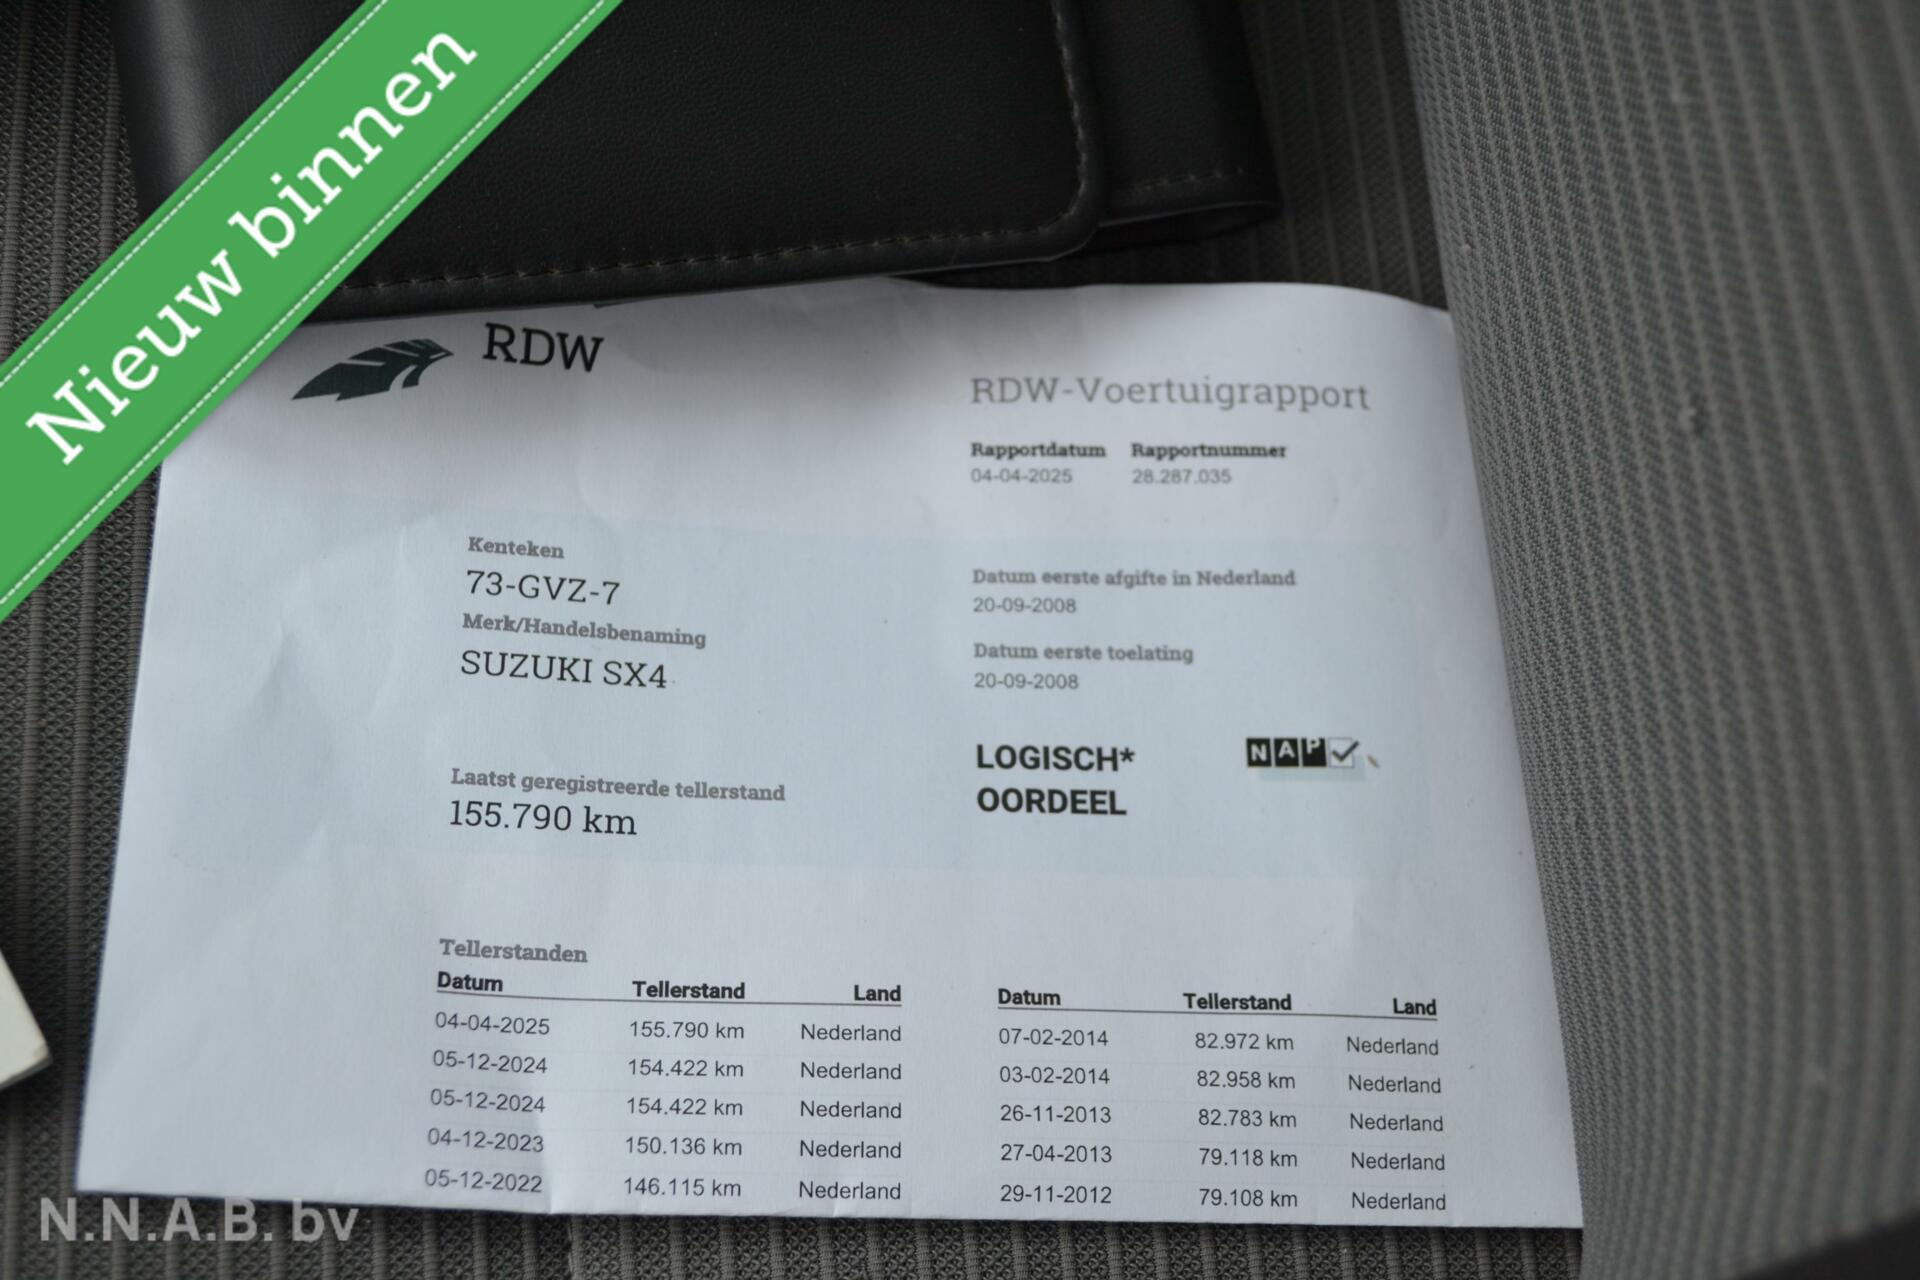 Nieuw binnen
RDW
RDW-Voertuigrapport
Rapportdatum Rapportnummer
04-04-2025 28.287.035
Kenteken
73-GVZ-7
Merk/Handelsbenaming
SUZUKI SX4
Datum eerste afgifte in Nederland
20-09-2008
Datum eerste toelating
20-09-2008
Laatst geregistreerde tellerstand
155.790 km
LOGISCH*
OORDEEL
NAP
Tellerstanden
Datum Tellerstand Land
04-04-2025 155.790 km Nederland
05-12-2024 154.422 km Nederland
05-12-2024 154.422 km Nederland
04-12-2023 150.136 km Nederland
05-12-2022 146.115 km Nederland
Datum Tellerstand Land
07-02-2014 82.972 km Nederland
03-02-2014 82.958 km Nederland
26-11-2013 82.783 km Nederland
27-04-2013 79.118 km Nederland
29-11-2012 79.108 km Nederland
N.N.A.B. bv